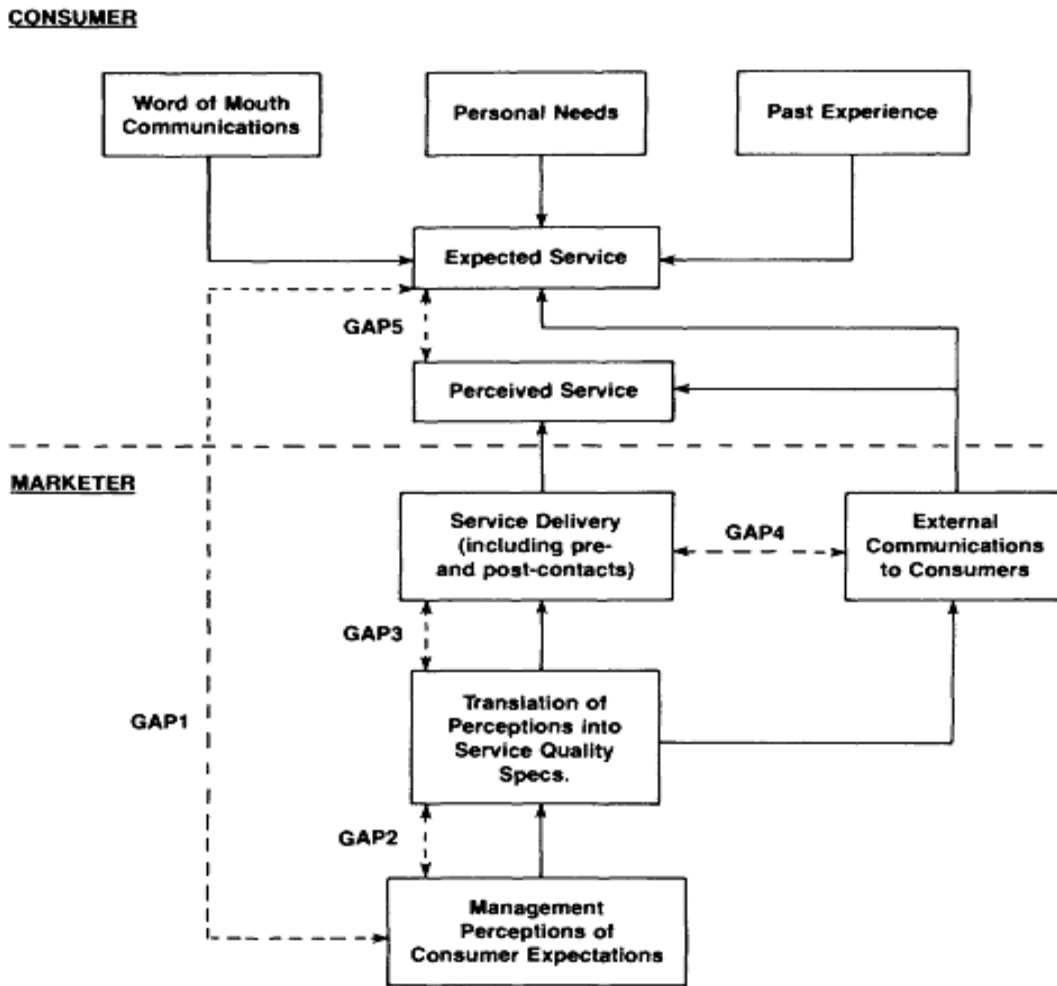 CONSUMER
Word of Mouth
Communications
Personal Needs
Past Experience
Expected Service
GAP5
Perceived Service
MARKETER
Service Delivery
(including pre-
and post-contacts)
GAP4
External
Communications
to Consumers
GAP3
GAP1
Translation of
Perceptions into
Service Quality
Specs.
GAP2
Management
Perceptions of
Consumer Expectations